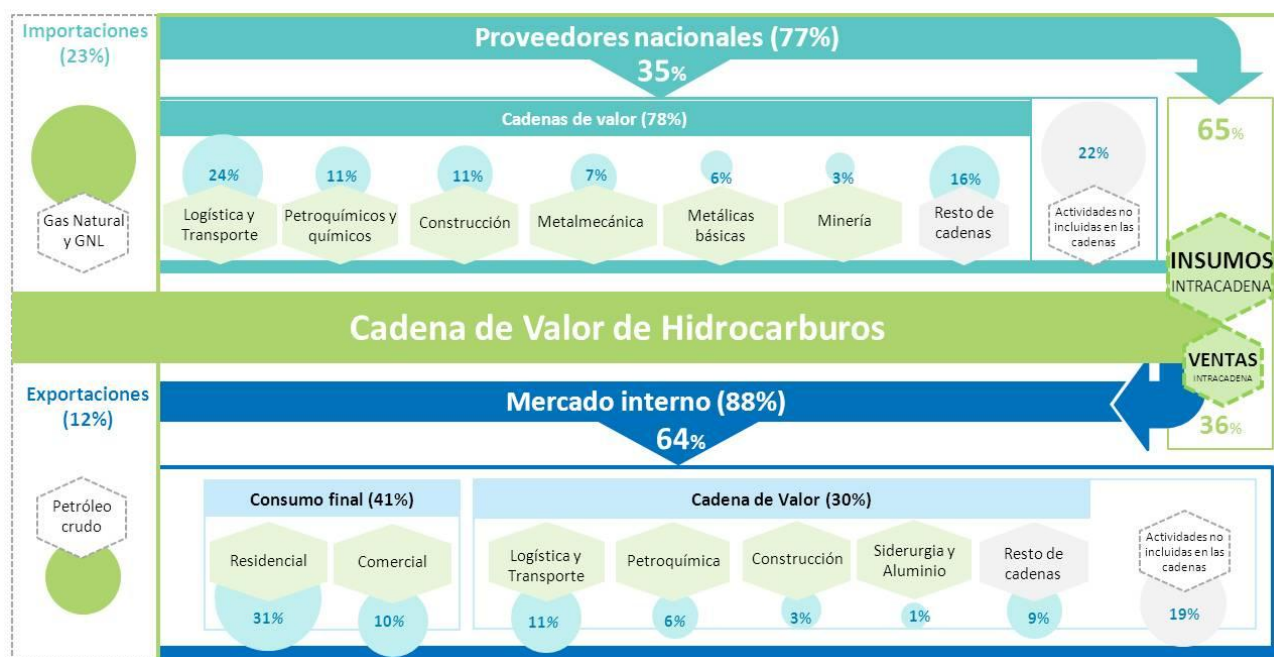 Importaciones
(23%)
Proveedores nacionales (77%)
35%
Cadenas de valor (78%)
65%
24%
11%
11%
7%
6%
3%
16%
22%
Gas Natural
y GNL
Logística y
Transporte
Petroquímicos y
químicos
Construcción
Metalmecánica
Metálicas
básicas
Minería
Resto de
cadenas
Actividades no
incluidas en las
cadenas
INSUMOS
INTRACADENA
Cadena de Valor de Hidrocarburos
VENTAS
INTRACADENA
Exportaciones
(12%)
Mercado interno (88%)
64%
36%
Petróleo
crudo
Consumo final (41%)
Cadena de Valor (30%)
Residencial
Comercial
Logística y
Transporte
Petroquímica
Construcción
Siderurgia y
Aluminio
Resto de
cadenas
Actividades no
incluidas en las
cadenas
31%
10%
11%
6%
3%
1%
9%
19%